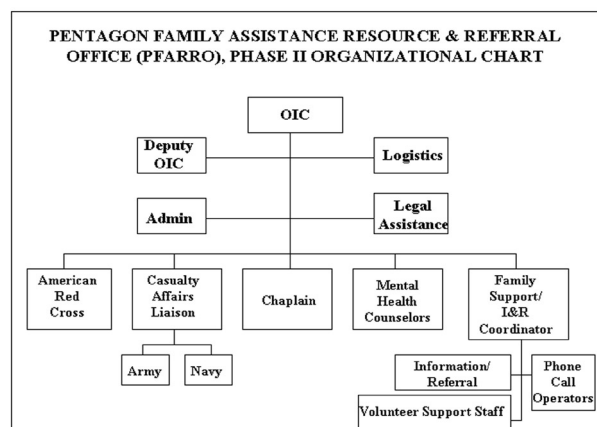 PENTAGON FAMILY ASSISTANCE RESOURCE & REFERRAL
OFFICE (PFARRO), PHASE II ORGANIZATIONAL CHART
OIC
Deputy
OIC
Logistics
Admin
Legal
Assistance
American
Red
Cross
Casualty
Affairs
Liaison
Chaplain
Mental
Health
Counselors
Family
Support/
I&R
Coordinator
Army
Navy
Information/
Referral
Phone
Call
Operators
Volunteer Support Staff